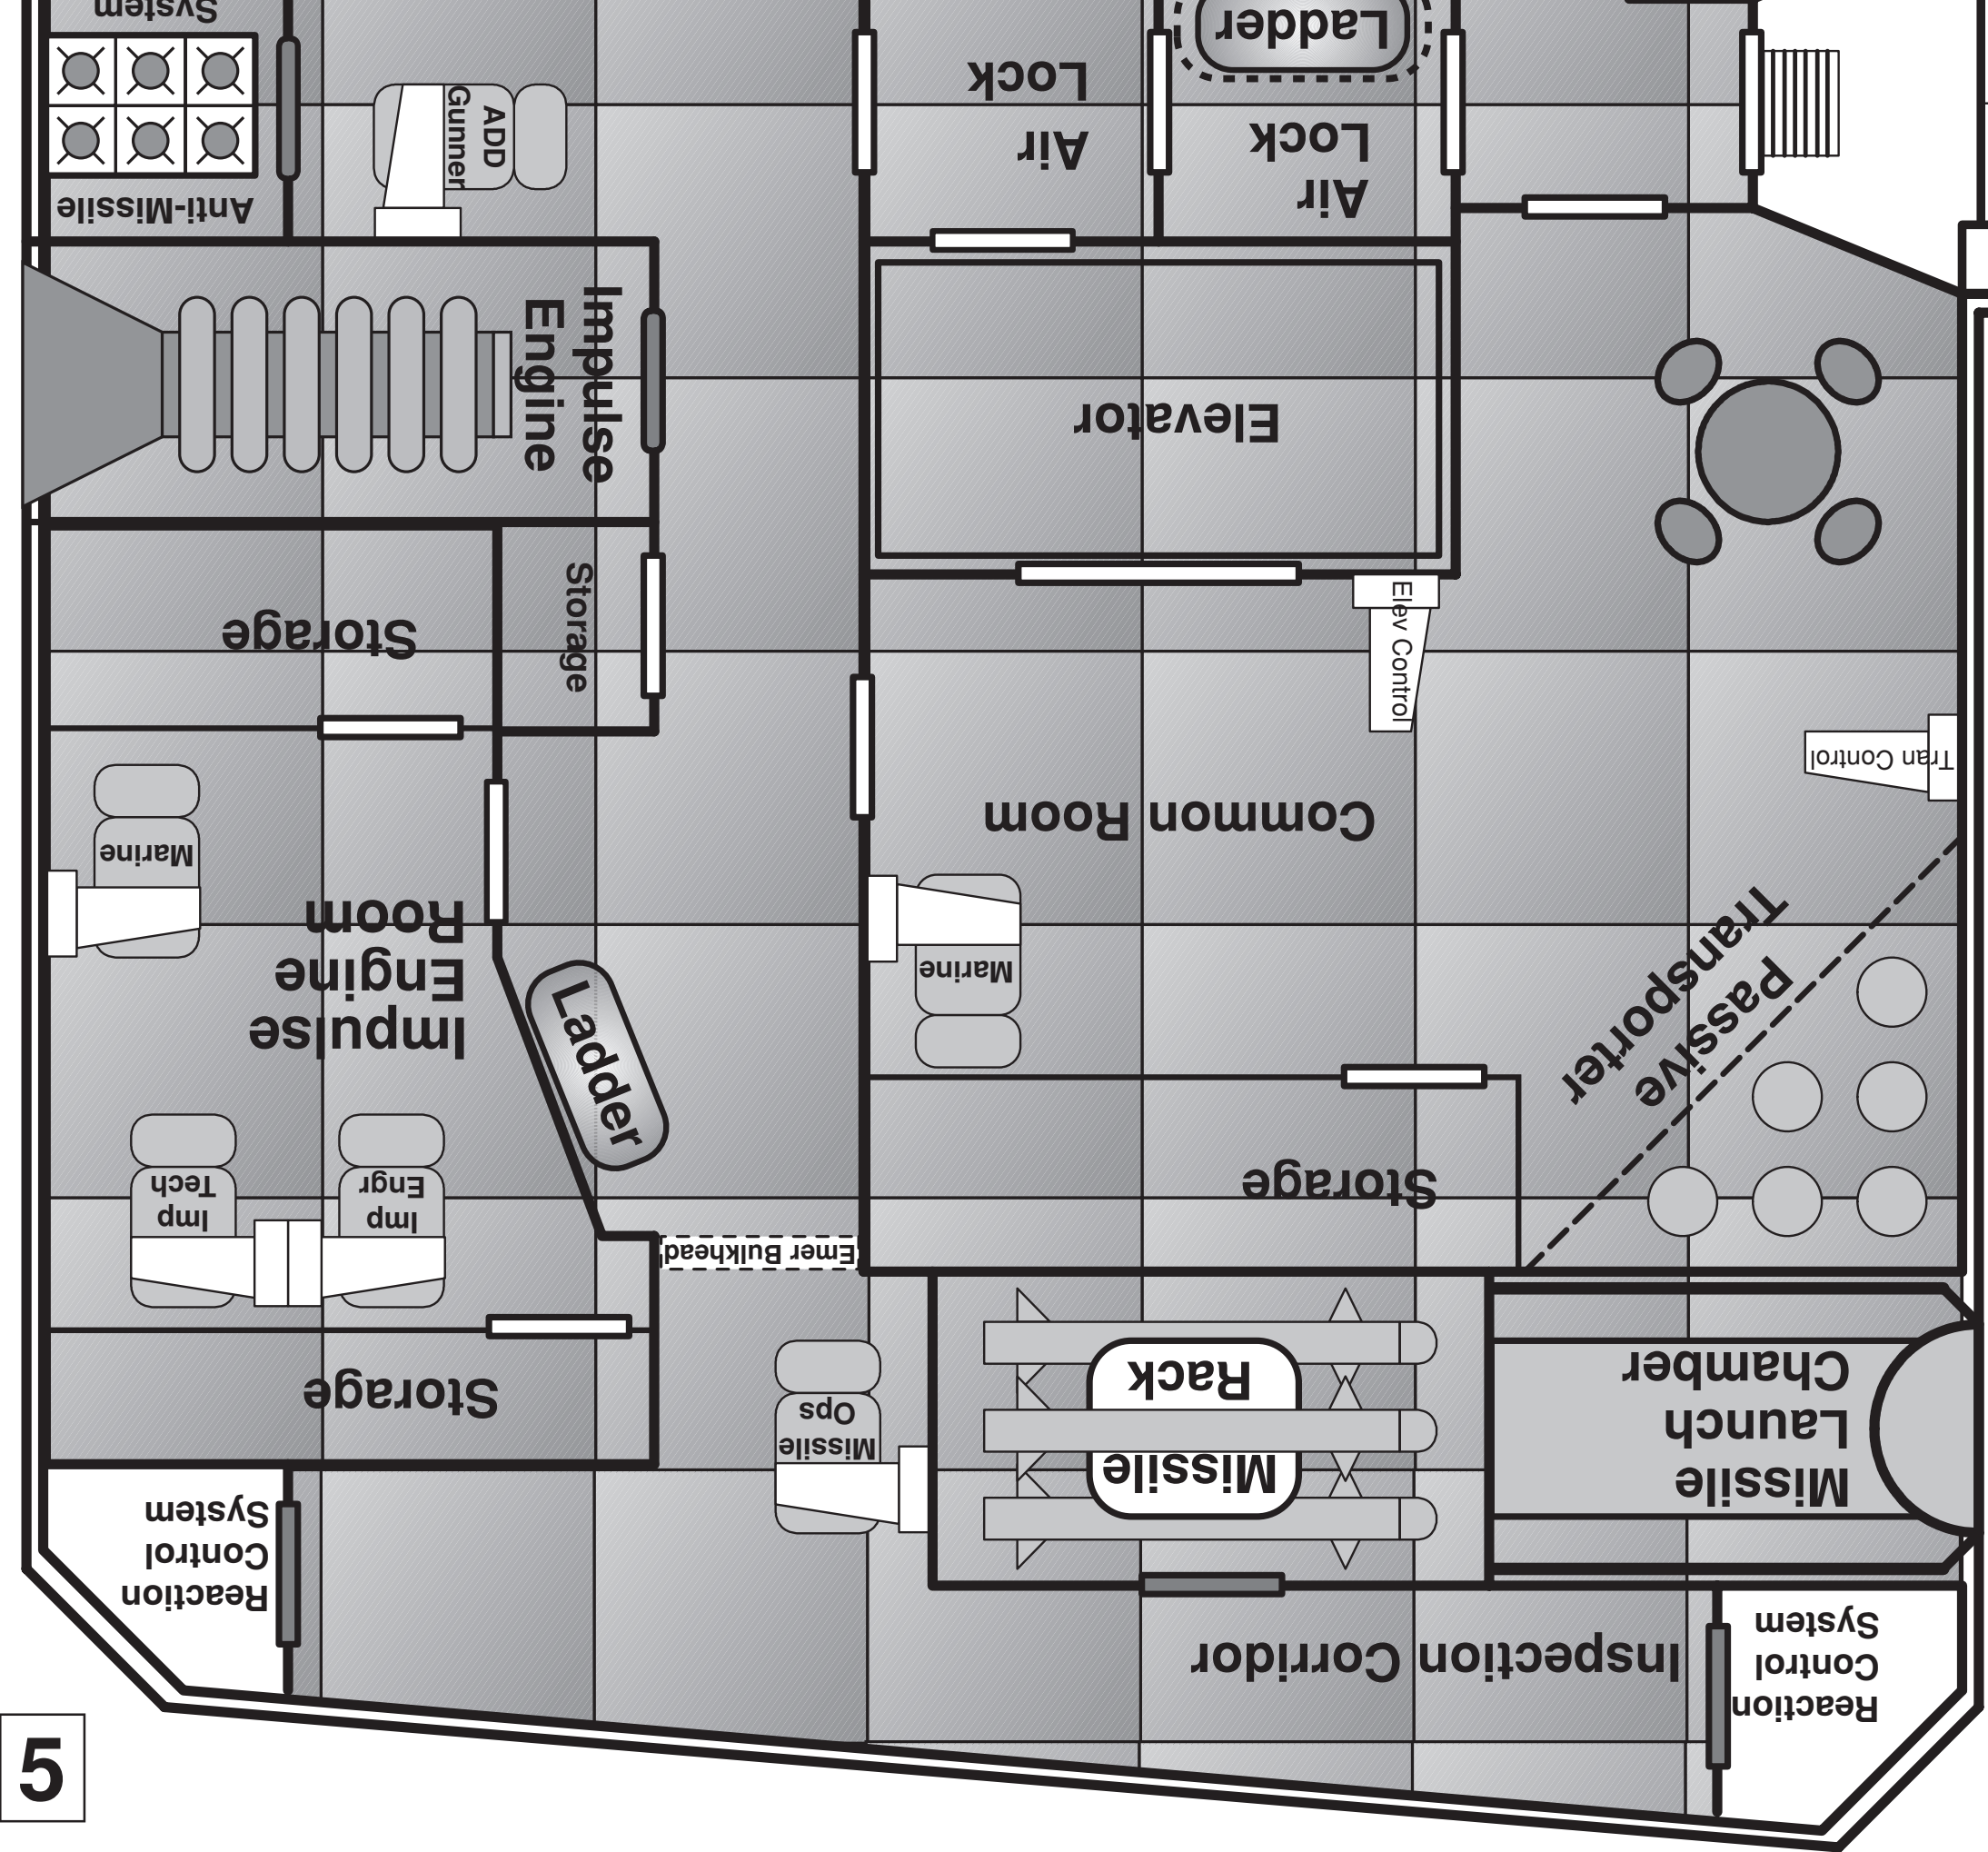 System
Anti-Missile
ADD
Gunner
Air
Lock
Air
Lock
Ladder
Impulse
Engine
Elevator
Storage
Storage
Elev Control
Tran Control
Common Room
Marine
Marine
Impulse
Engine
Room
Ladder
Passive
Transporter
Imp
Tech
Imp
Engr
Storage
Emer Bulkhead
Storage
Missile
Ops
Missile
Rack
Missile
Launch
Chamber
Reaction
Control
System
Inspection Corridor
Reaction
Control
System
5